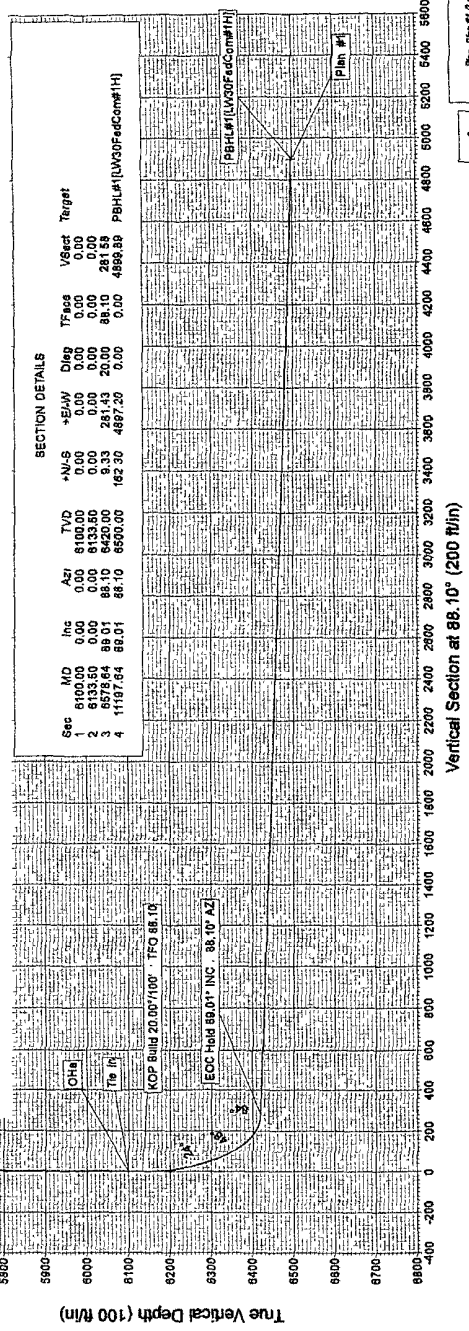 SECTION DETAILS
Sec MD Inc Azi TVD +N/-S +E/-W Dleg TFace VSect Target
1 6100.00 0.00 0.00 6100.00 0.00 0.00 0.00 0.00 0.00
2 6133.50 0.00 0.00 6133.50 0.00 0.00 0.00 0.00 0.00
3 6578.64 89.01 88.10 6420.00 9.33 281.43 20.00 88.10 281.58
4 11197.64 89.01 88.10 6500.00 162.30 4897.20 0.00 0.00 4899.89 PBHL#1[LW30FedCom#1H]
OHs
Tie In
KOP Build 20.00°/100' TFO 88.10
EOC Hold 89.01° INC . 88.10° AZI
PBHL#1[LW30FedCom#1H]
Plan #1
True Vertical Depth (100 ft/in)
5800
5900
6000
6100
6200
6300
6400
6500
6600
6700
6800
-400 -200 0 200 400 600 800 1000 1200 1400 1600 1800 2000 2200 2400 2600 2800 3000 3200 3400 3600 3800 4000 4200 4400 4600 4800 5000 5200 5400 5600
Vertical Section at 88.10° (200 ft/in)